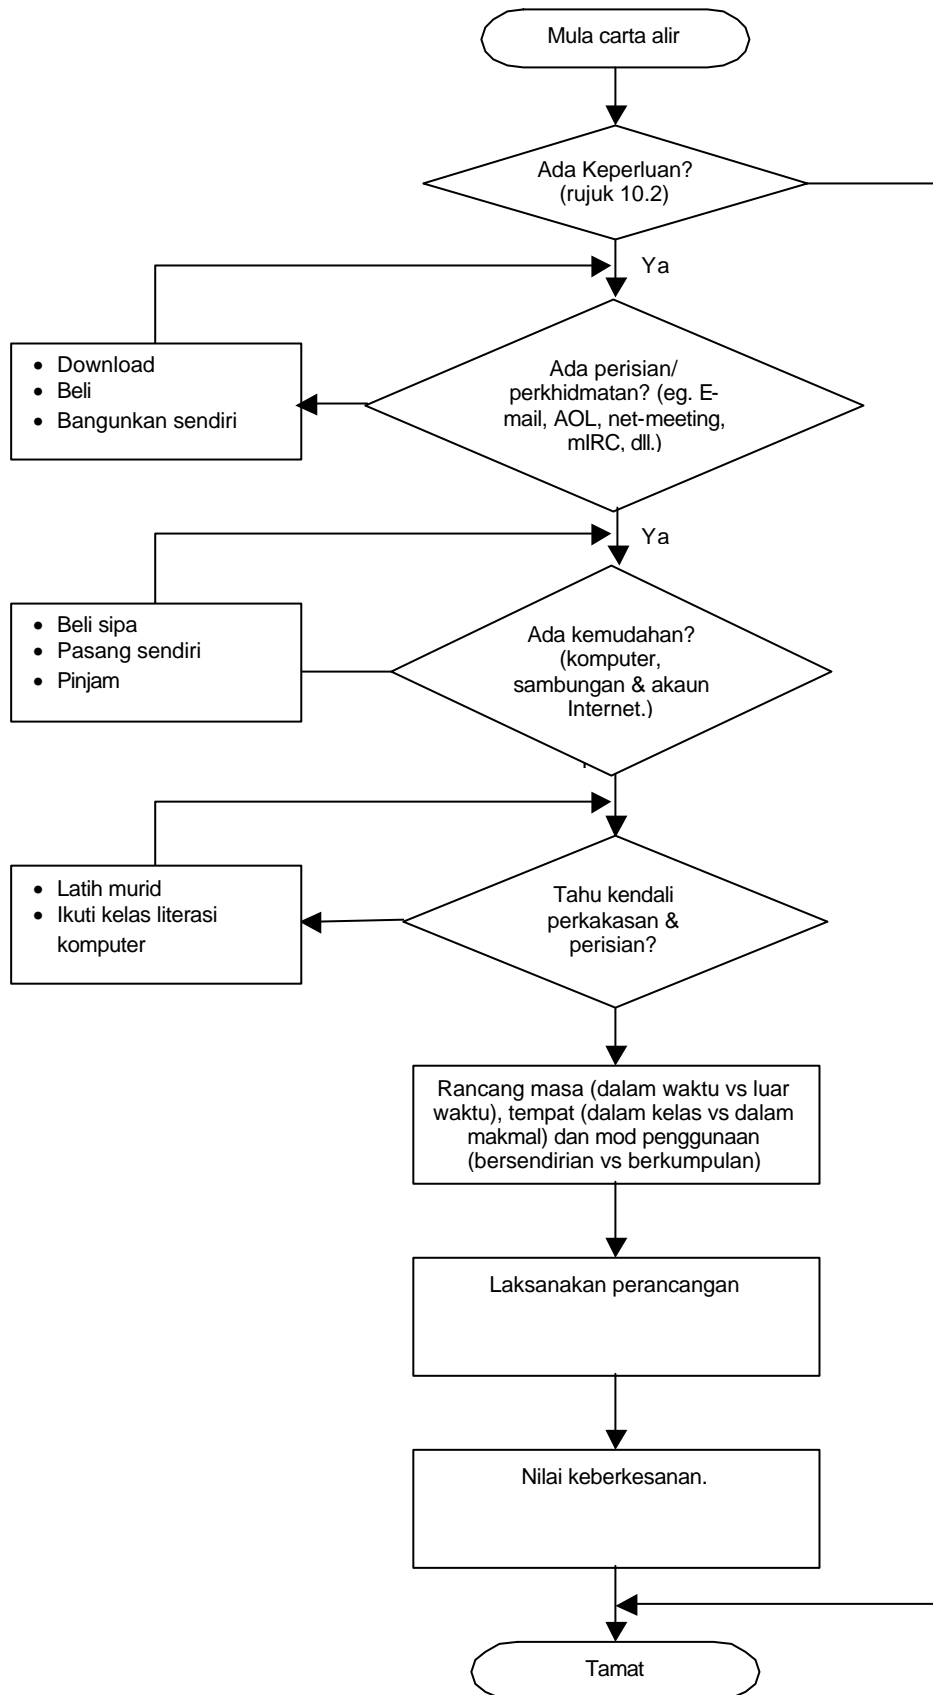 Mula carta alir
Ada Keperluan?
(rujuk 10.2)
Ya
• Download
• Beli
• Bangunkan sendiri
Ada perisian/
perkhidmatan? (eg. E-
mail, AOL, net-meeting,
mIRC, dll.)
Ya
• Beli sipa
• Pasang sendiri
• Pinjam
Ada kemudahan?
(komputer,
sambungan & akaun
Internet.)
• Latih murid
• Ikuti kelas literasi
komputer
Tahu kendali
perkakasan &
perisian?
Rancang masa (dalam waktu vs luar
waktu), tempat (dalam kelas vs dalam
makmal) dan mod penggunaan
(bersendirian vs berkumpulan)
Laksanakan perancangan
Nilai keberkesanan.
Tamat